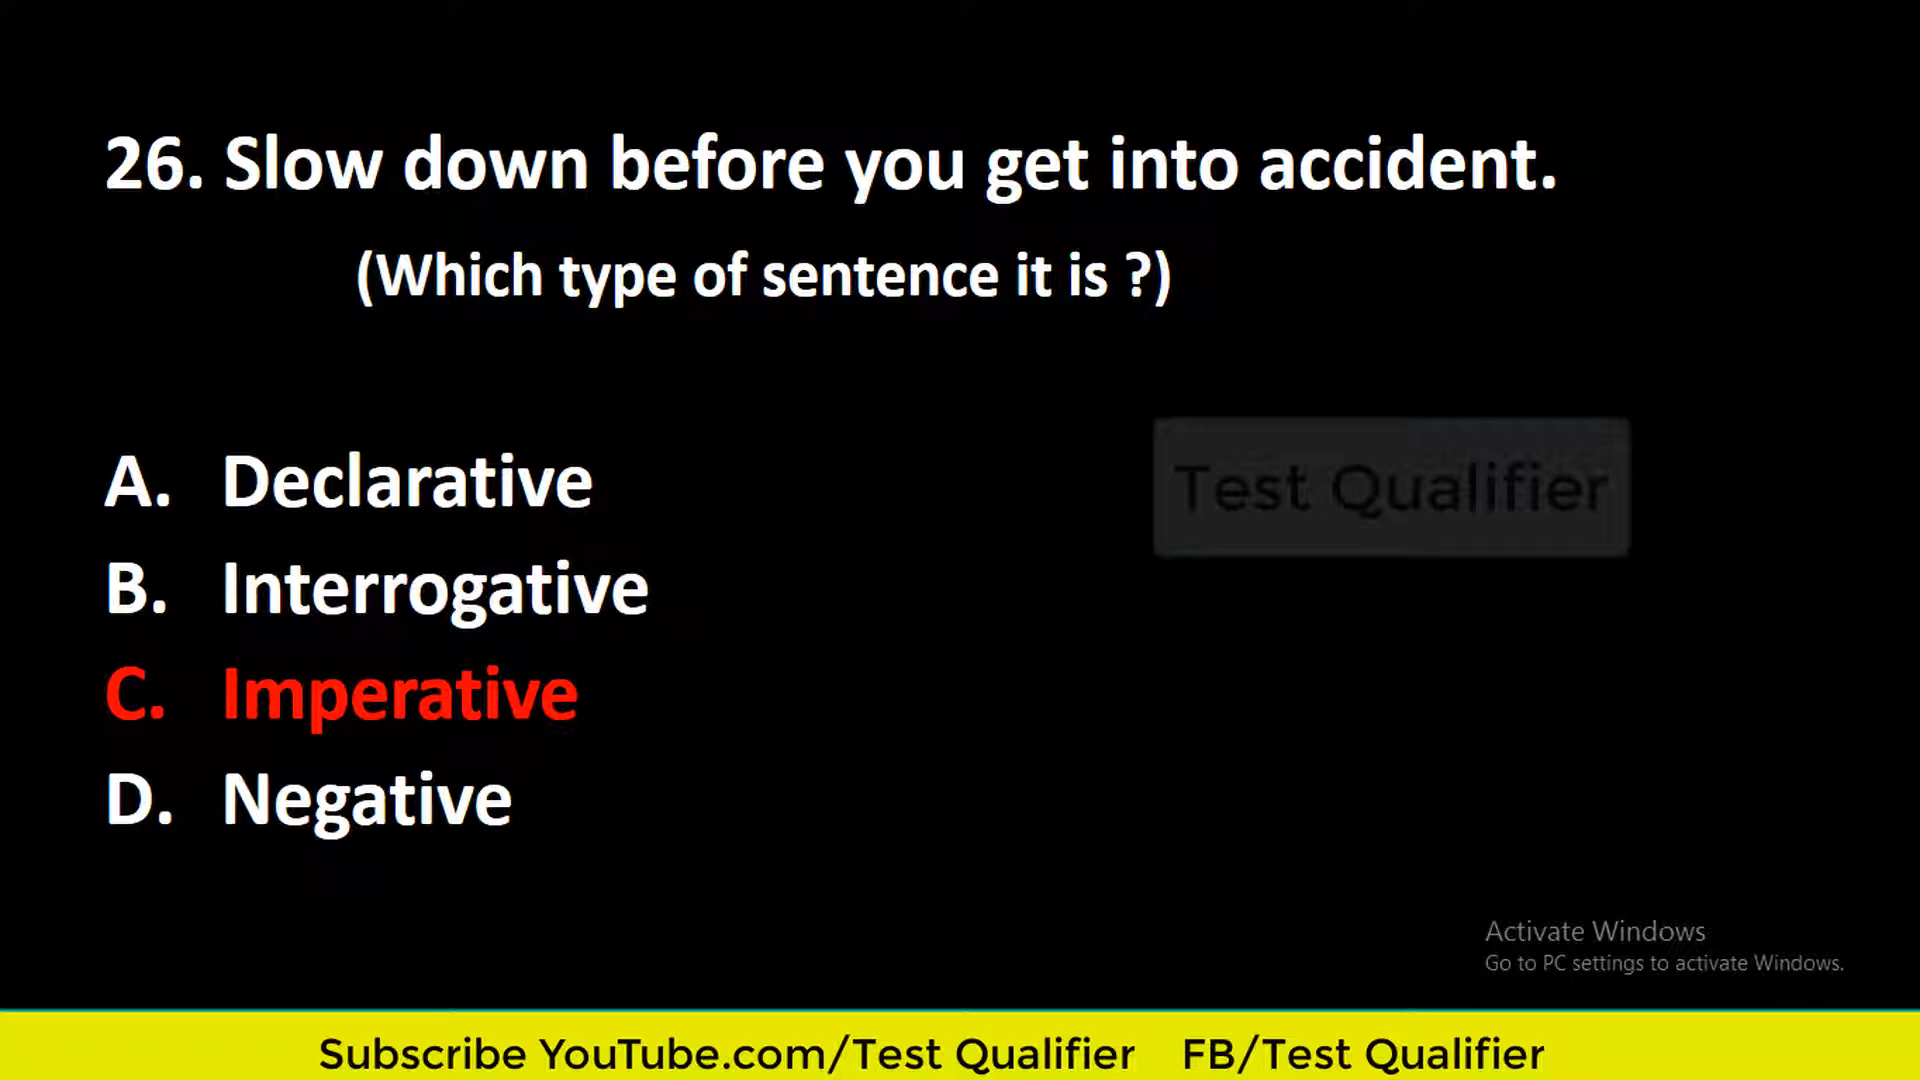 26. Slow down before you get into accident.
(Which type of sentence it is ?)
A. Declarative
Test Qualifier
B. Interrogative
C. Imperative
D. Negative
Activate Windows
Go to PC settings to activate Windows.
Subscribe YouTube.com/Test Qualifier FB/Test Qualifier